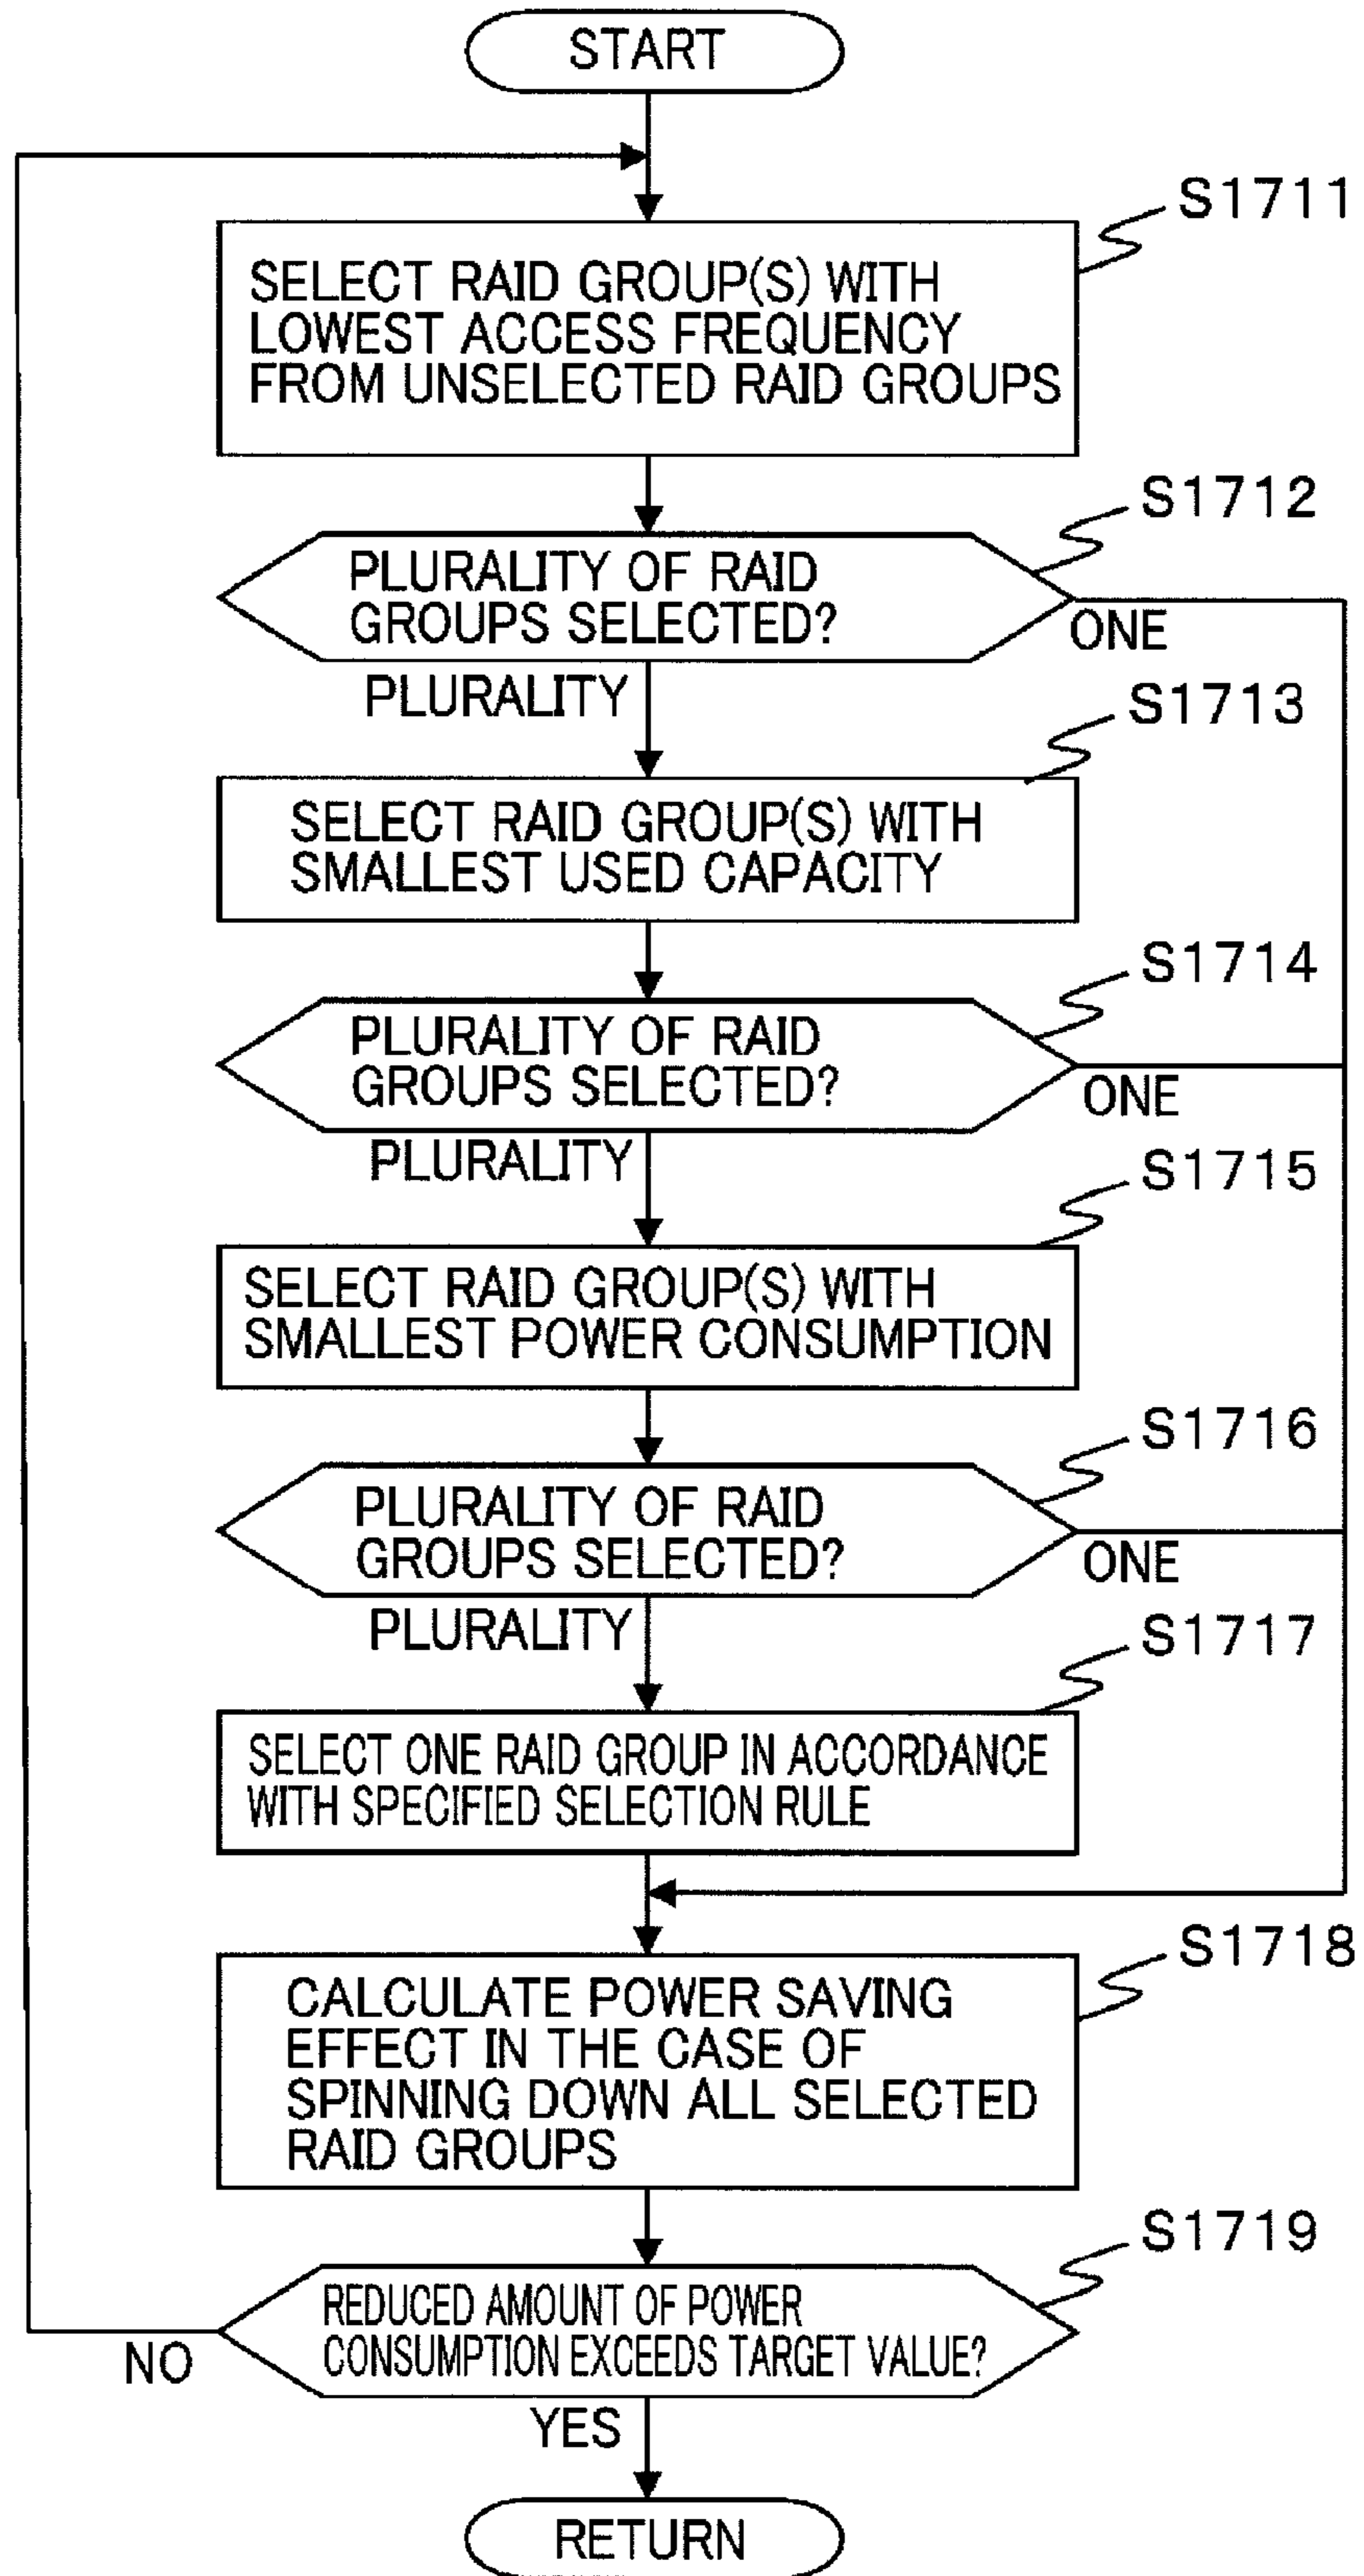 START
S1711
SELECT RAID GROUP(S) WITH
LOWEST ACCESS FREQUENCY
FROM UNSELECTED RAID GROUPS
S1712
PLURALITY OF RAID
GROUPS SELECTED?
ONE
PLURALITY
S1713
SELECT RAID GROUP(S) WITH
SMALLEST USED CAPACITY
S1714
PLURALITY OF RAID
GROUPS SELECTED?
ONE
PLURALITY
S1715
SELECT RAID GROUP(S) WITH
SMALLEST POWER CONSUMPTION
S1716
PLURALITY OF RAID
GROUPS SELECTED?
ONE
PLURALITY
S1717
SELECT ONE RAID GROUP IN ACCORDANCE
WITH SPECIFIED SELECTION RULE
S1718
CALCULATE POWER SAVING
EFFECT IN THE CASE OF
SPINNING DOWN ALL SELECTED
RAID GROUPS
S1719
REDUCED AMOUNT OF POWER
CONSUMPTION EXCEEDS TARGET VALUE?
NO
YES
RETURN